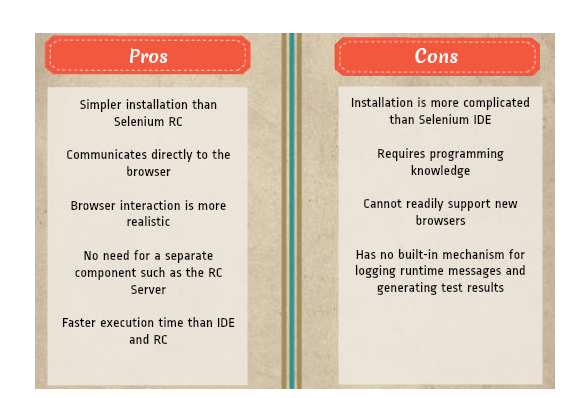 Pros
Simpler installation than
Selenium RC
Communicates directly to the
browser
Browser interaction is more
realistic
No need for a separate
component such as the RC
Server
Faster execution time than IDE
and RC
Cons
Installation is more complicated
than Selenium IDE
Requires programming
knowledge
Cannot readily support new
browsers
Has no built-in mechanism for
logging runtime messages and
generating test results